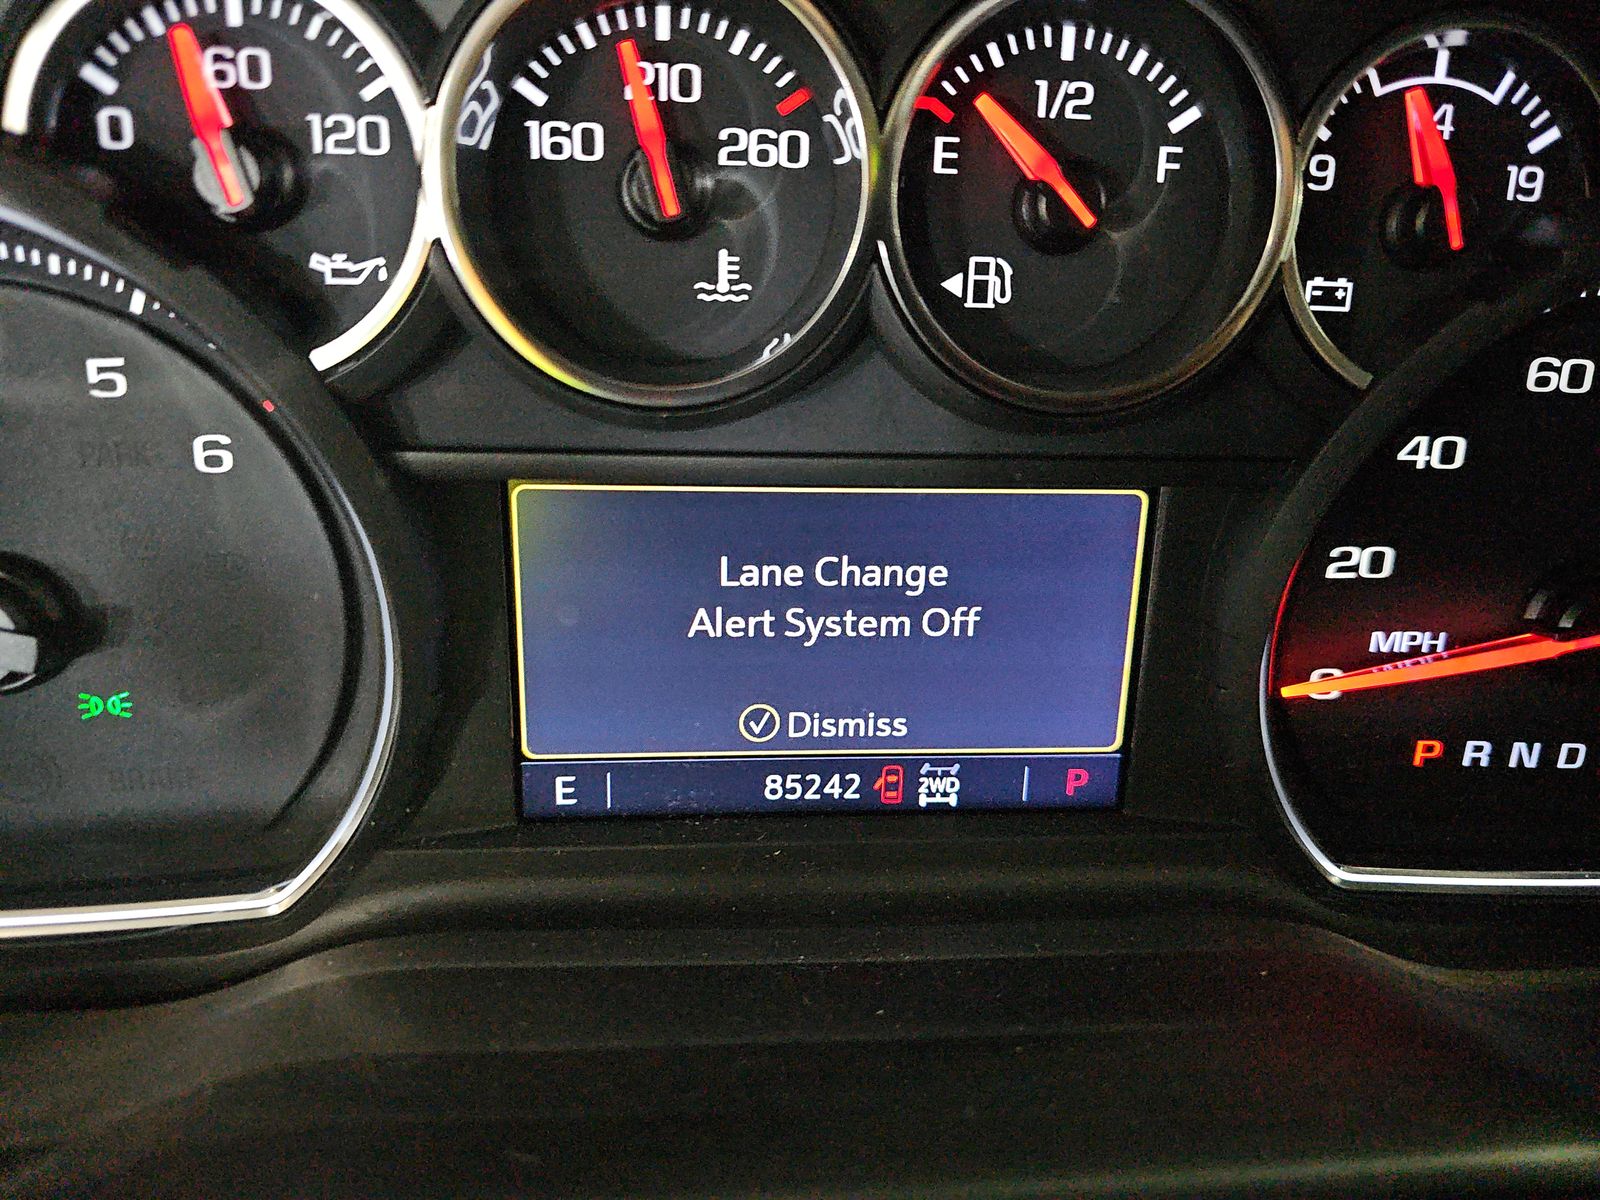 0 60 120
160 210 260
E 1/2 F
9 4 19
5
6
60
40
20
MPH
0
Lane Change
Alert System Off
Dismiss
E 85242 2WD P
P R N D